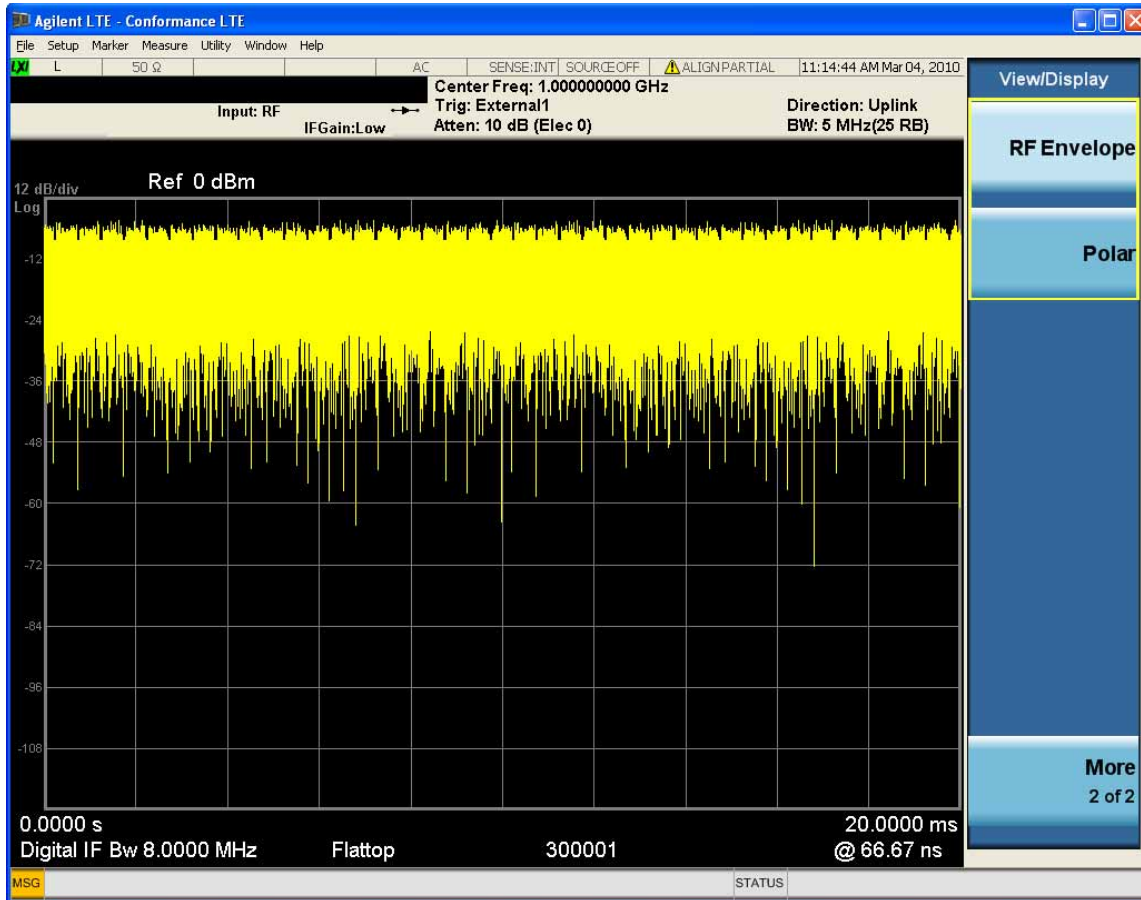 Agilent LTE - Conformance LTE
File Setup Marker Measure Utility Window Help
LXI L 50 Ω AC SENSE:INT SOURCE OFF ALIGN PARTIAL 11:14:44 AM Mar 04, 2010
Center Freq: 1.000000000 GHz
Input: RF Trig: External1 Direction: Uplink
IFGain:Low Atten: 10 dB (Elec 0) BW: 5 MHz(25 RB)
View/Display
RF Envelope
Polar
More
2 of 2
12 dB/div Ref 0 dBm
Log
-12
-24
-36
-48
-60
-72
-84
-96
-108
0.0000 s 20.0000 ms
Digital IF Bw 8.0000 MHz Flattop 300001 @ 66.67 ns
MSG STATUS